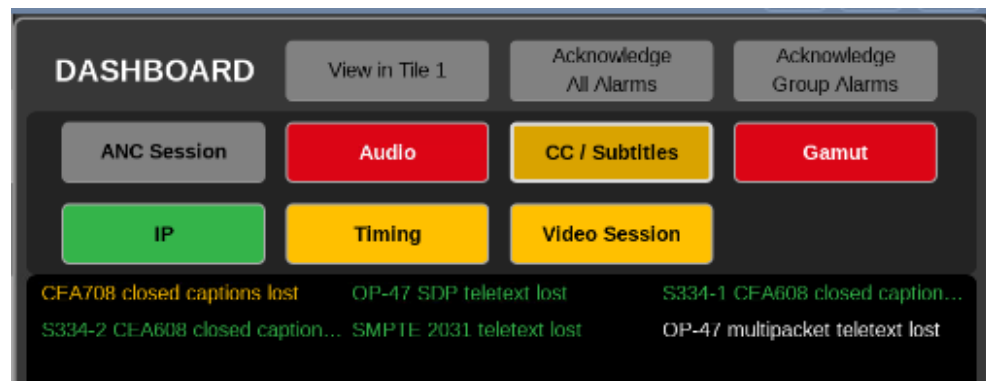 DASHBOARD
View in Tile 1
Acknowledge
All Alarms
Acknowledge
Group Alarms
ANC Session
Audio
CC / Subtitles
Gamut
IP
Timing
Video Session
CEA708 closed captions lost
OP-47 SDP teletext lost
S334-1 CEA608 closed caption...
S334-2 CEA608 closed caption...
SMPTE 2031 teletext lost
OP-47 multipacket teletext lost